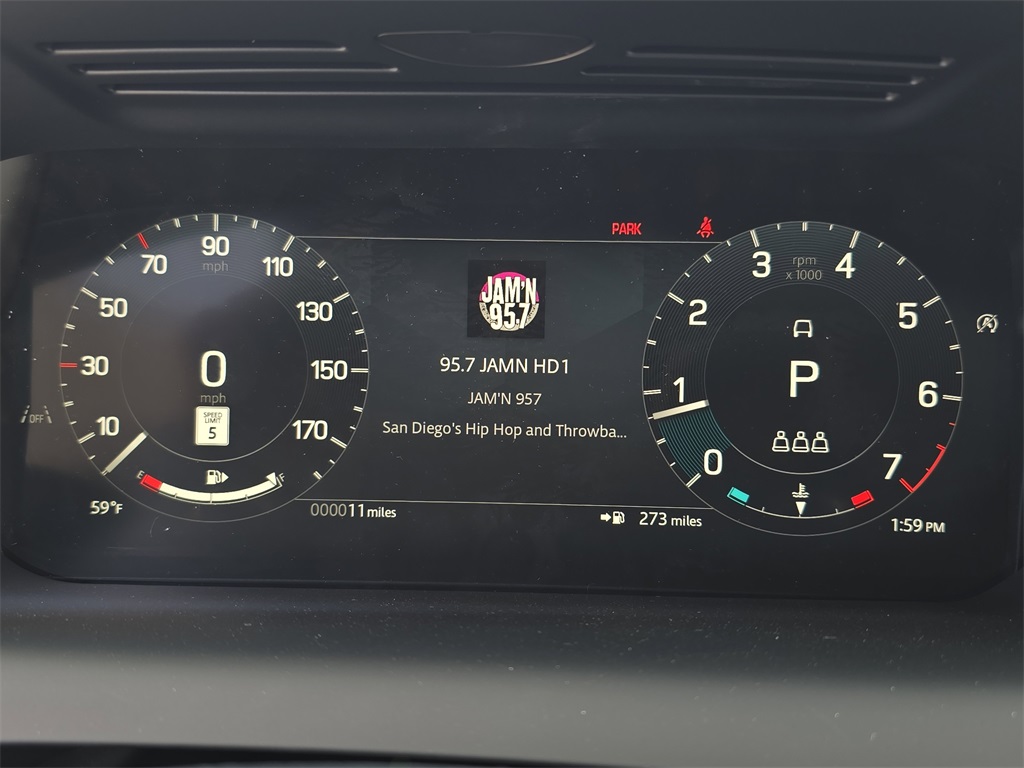 PARK
90
mph
70
110
50
130
30
150
10
170
0
mph
SPEED
LIMIT
5
E
F
OFF
59°F
JAM'N
95.7
95.7 JAMN HD1
JAM'N 957
San Diego's Hip Hop and Throwba...
000011 miles
273 miles
rpm
x 1000
3
4
2
5
1
6
0
7
P
A
1:59 PM